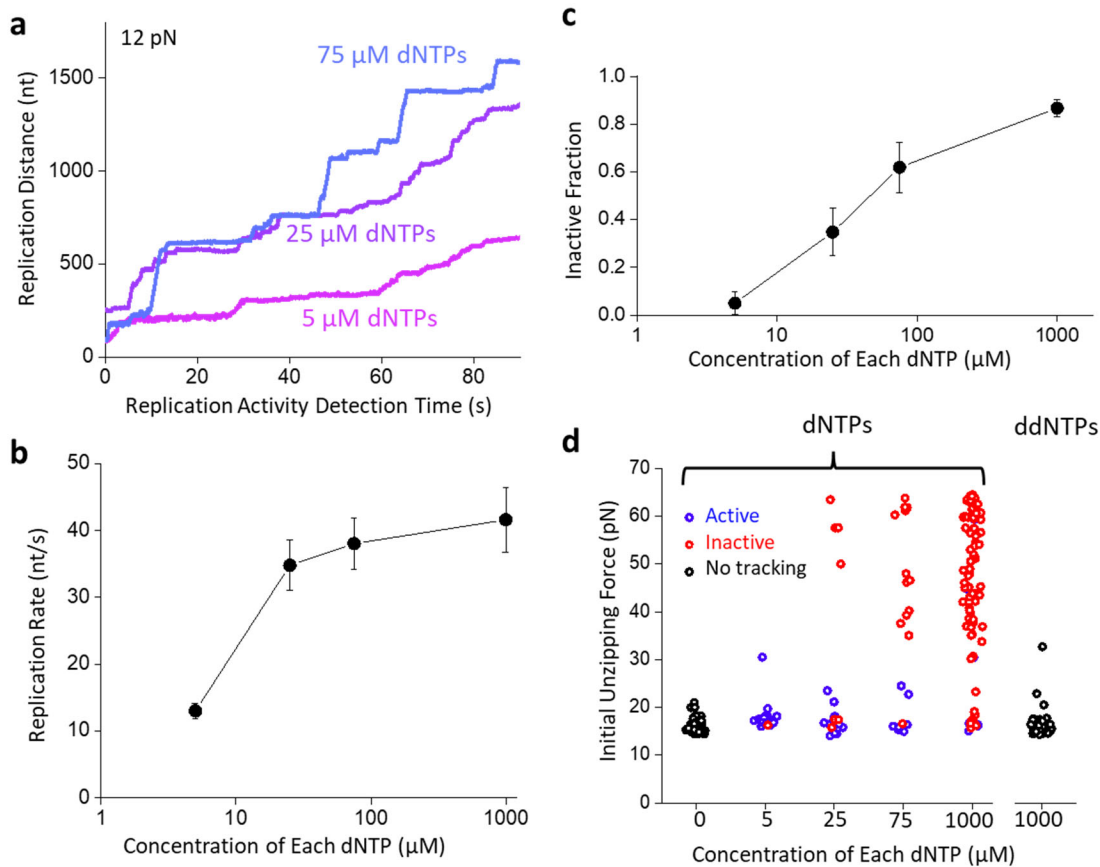 a
12 pN
75 μM dNTPs
25 μM dNTPs
5 μM dNTPs
1500
1000
500
0
Replication Distance (nt)
0 20 40 60 80
Replication Activity Detection Time (s)
b
50
40
30
20
10
0
Replication Rate (nt/s)
1 10 100 1000
Concentration of Each dNTP (μM)
c
1.0
0.8
0.6
0.4
0.2
0.0
Inactive Fraction
1 10 100 1000
Concentration of Each dNTP (μM)
d
dNTPs ddNTPs
70
60
50
40
30
20
10
0
Initial Unzipping Force (pN)
Active
Inactive
No tracking
0 5 25 75 1000 1000
Concentration of Each dNTP (μM)